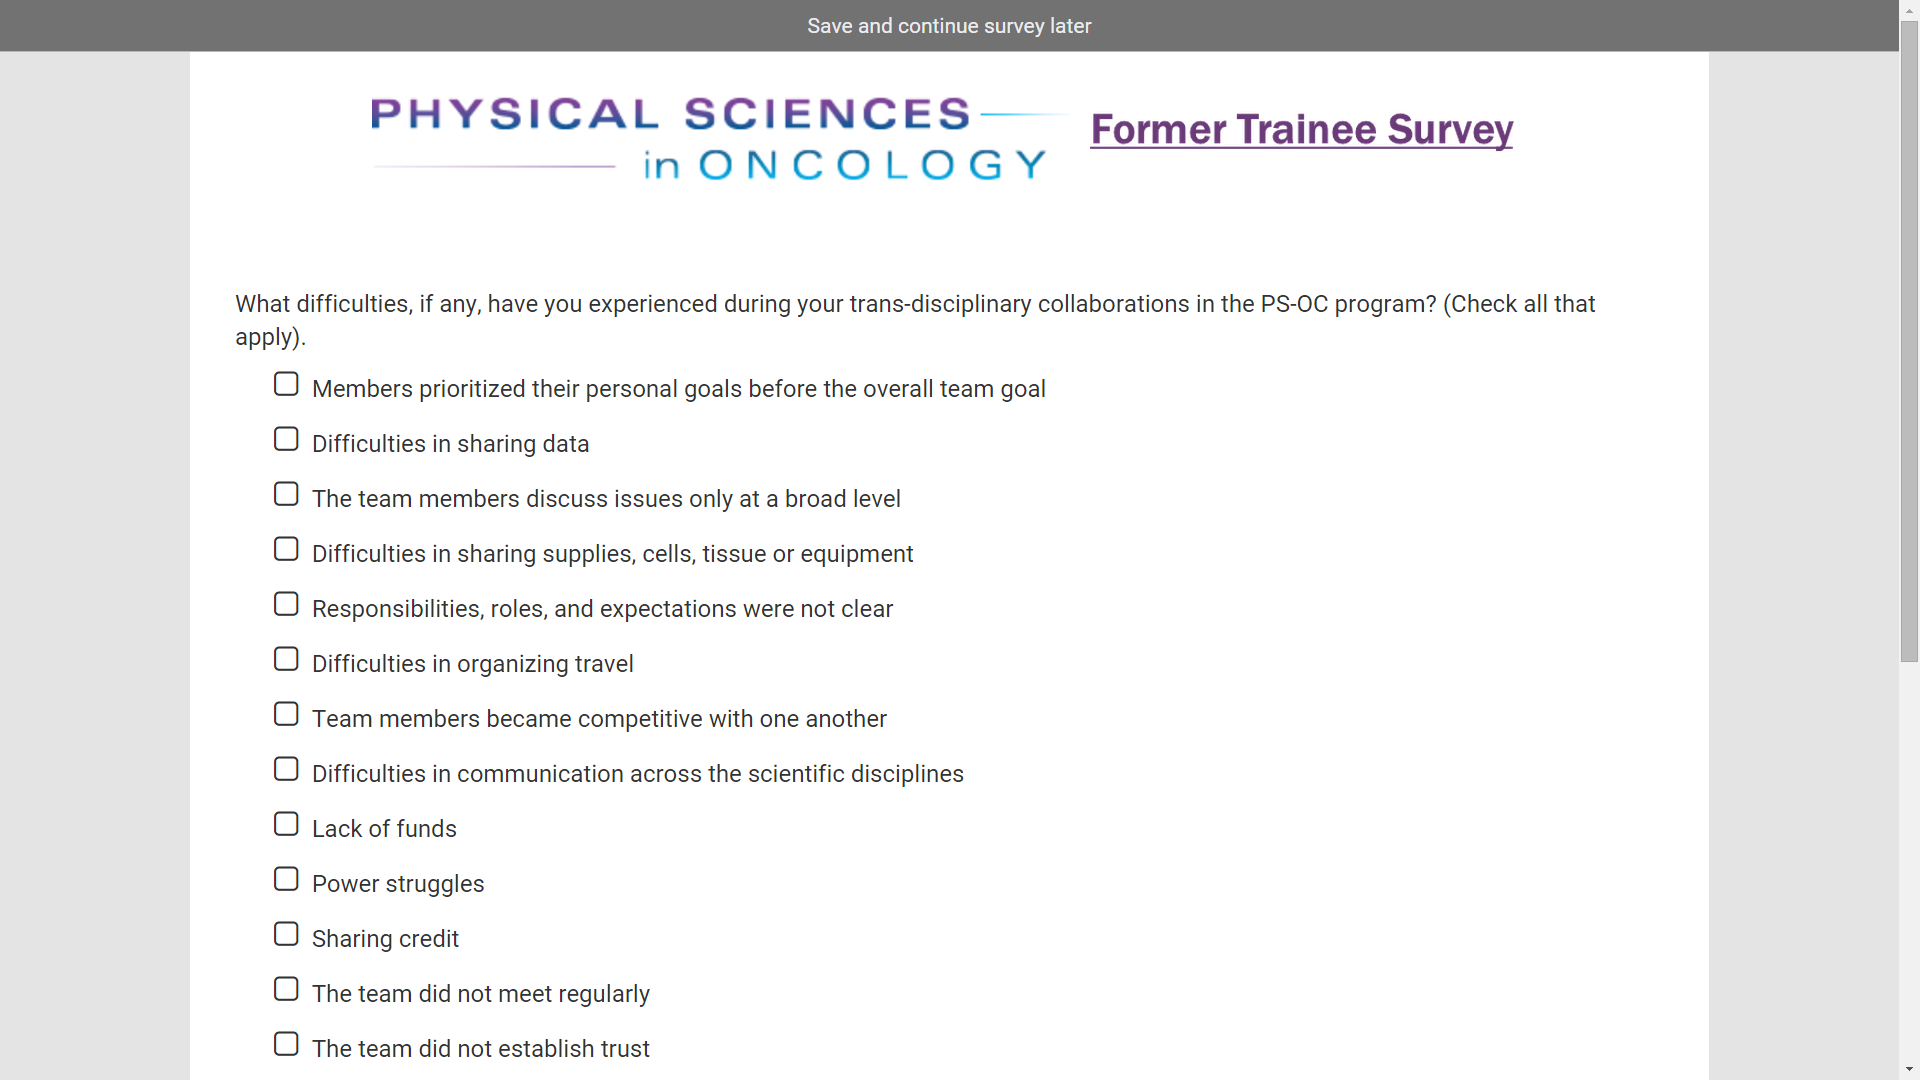 Save and continue survey later
PHYSICAL SCIENCES
in ONCOLOGY
Former Trainee Survey
What difficulties, if any, have you experienced during your trans-disciplinary collaborations in the PS-OC program? (Check all that
apply).
Members prioritized their personal goals before the overall team goal
Difficulties in sharing data
The team members discuss issues only at a broad level
Difficulties in sharing supplies, cells, tissue or equipment
Responsibilities, roles, and expectations were not clear
Difficulties in organizing travel
Team members became competitive with one another
Difficulties in communication across the scientific disciplines
Lack of funds
Power struggles
Sharing credit
The team did not meet regularly
The team did not establish trust